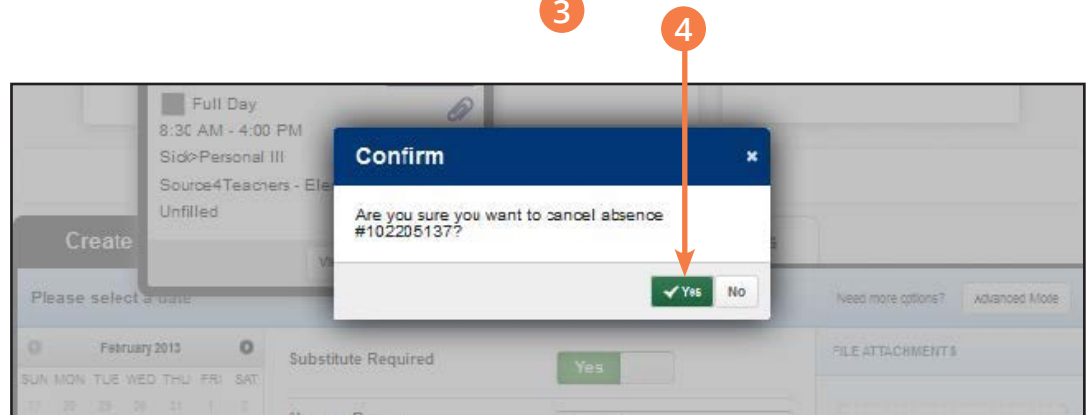 3
4
Full Day
8:30 AM - 4:00 PM
Sick>Personal Ill
Source4Teachers - Ele
Unfilled
Confirm
×
Are you sure you want to cancel absence
#102205137?
Yes No
Create
Please select a date
Need more options? Advanced Mode
February 2013
SUN MON TUE WED THU FRI SAT
Substitute Required
Yes
FILE ATTACHMENTS